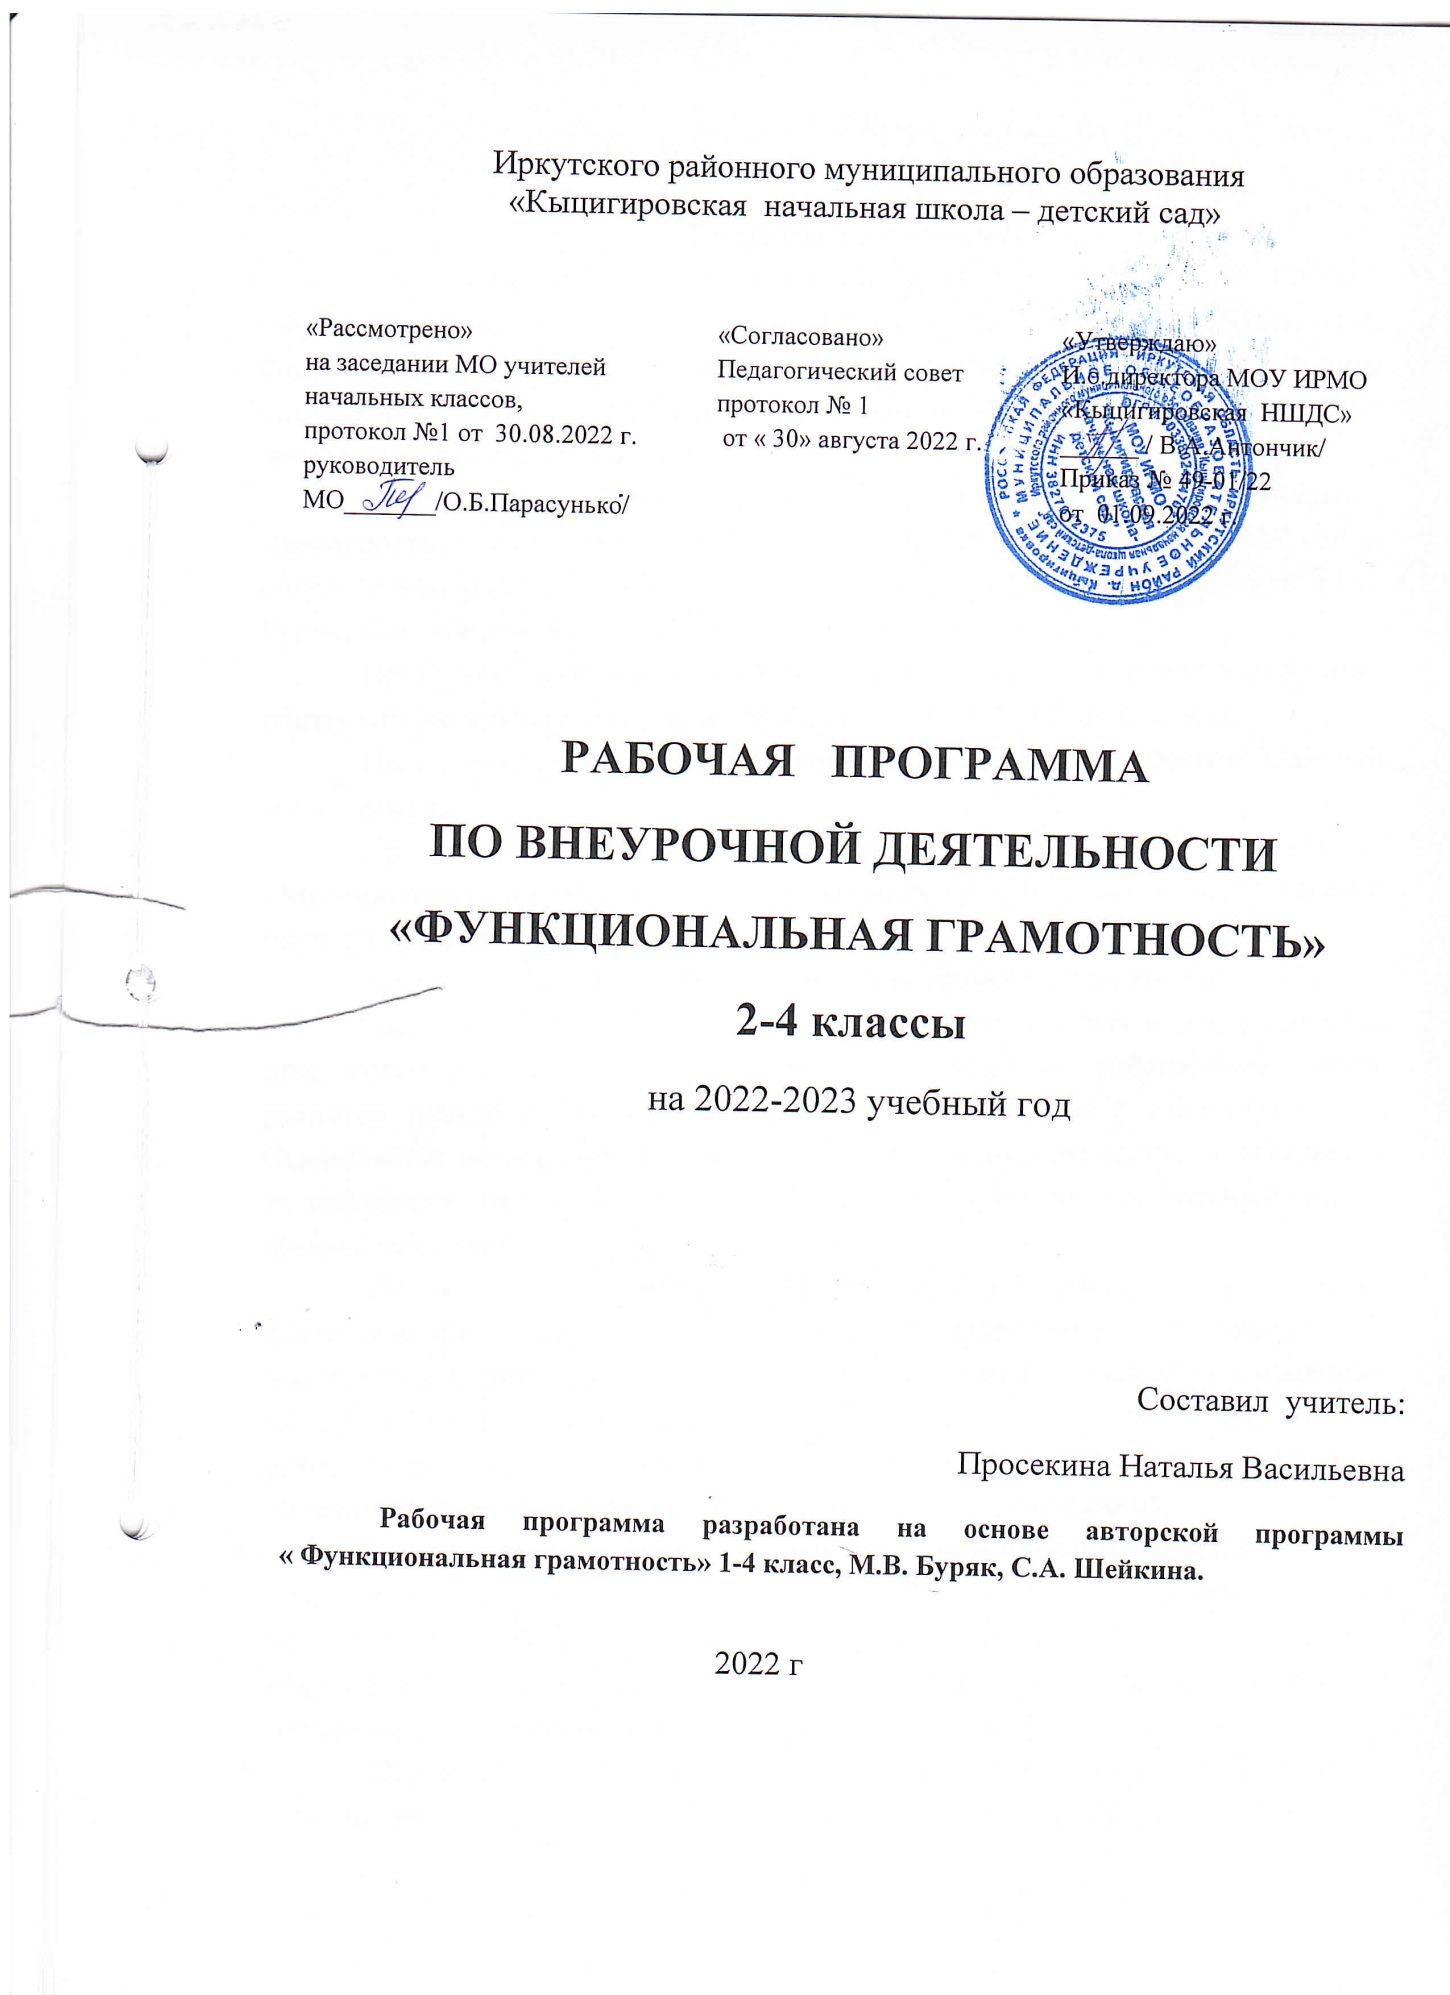 Иркутского районного муниципального образования
«Кыцигировская начальная школа – детский сад»
«Рассмотрено»
на заседании МО учителей
начальных классов,
протокол №1 от 30.08.2022 г.
руководитель
МО_______/О.Б.Парасунько/
«Согласовано»
Педагогический совет
протокол № 1
от « 30» августа 2022 г.
«Утверждаю»
И.о.директора МОУ ИРМО
«Кыцигировская НШДС»
______/ В.А.Антончик/
Приказ № 49-01/22
от 01.09.2022 г.
РАБОЧАЯ ПРОГРАММА
ПО ВНЕУРОЧНОЙ ДЕЯТЕЛЬНОСТИ
«ФУНКЦИОНАЛЬНАЯ ГРАМОТНОСТЬ»
2-4 классы
на 2022-2023 учебный год
Составил учитель:
Просекина Наталья Васильевна
Рабочая программа разработана на основе авторской программы
« Функциональная грамотность» 1-4 класс, М.В. Буряк, С.А. Шейкина.
2022 г